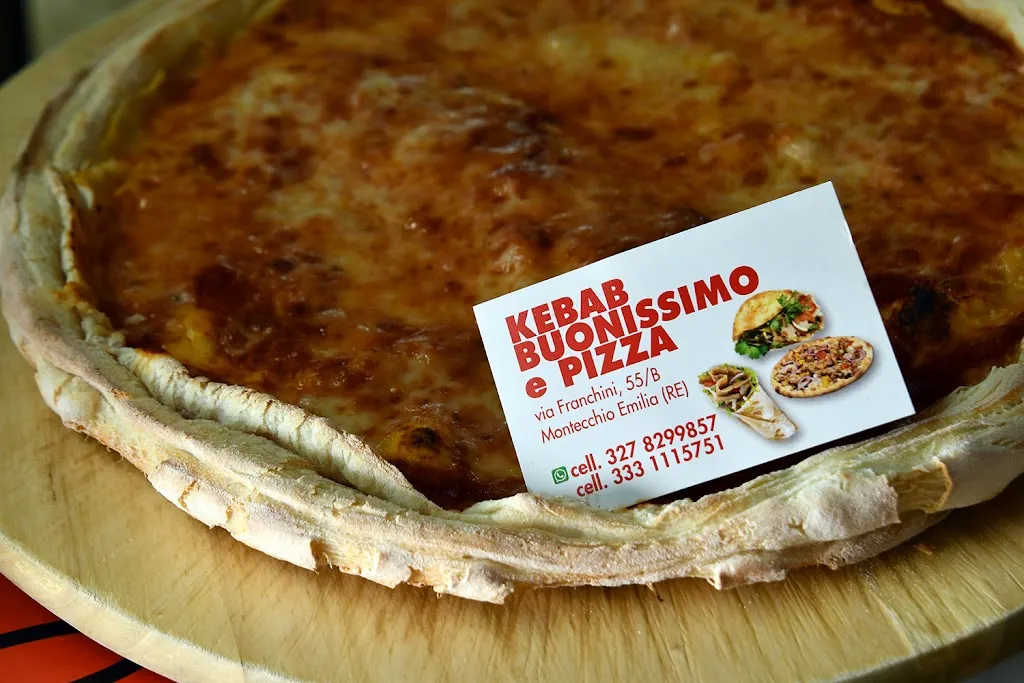 KEBAB
BUONISSIMO
e PIZZA
via Franchini, 55/B
Montecchio Emilia (RE)
cell. 327 8299857
cell. 333 1115751